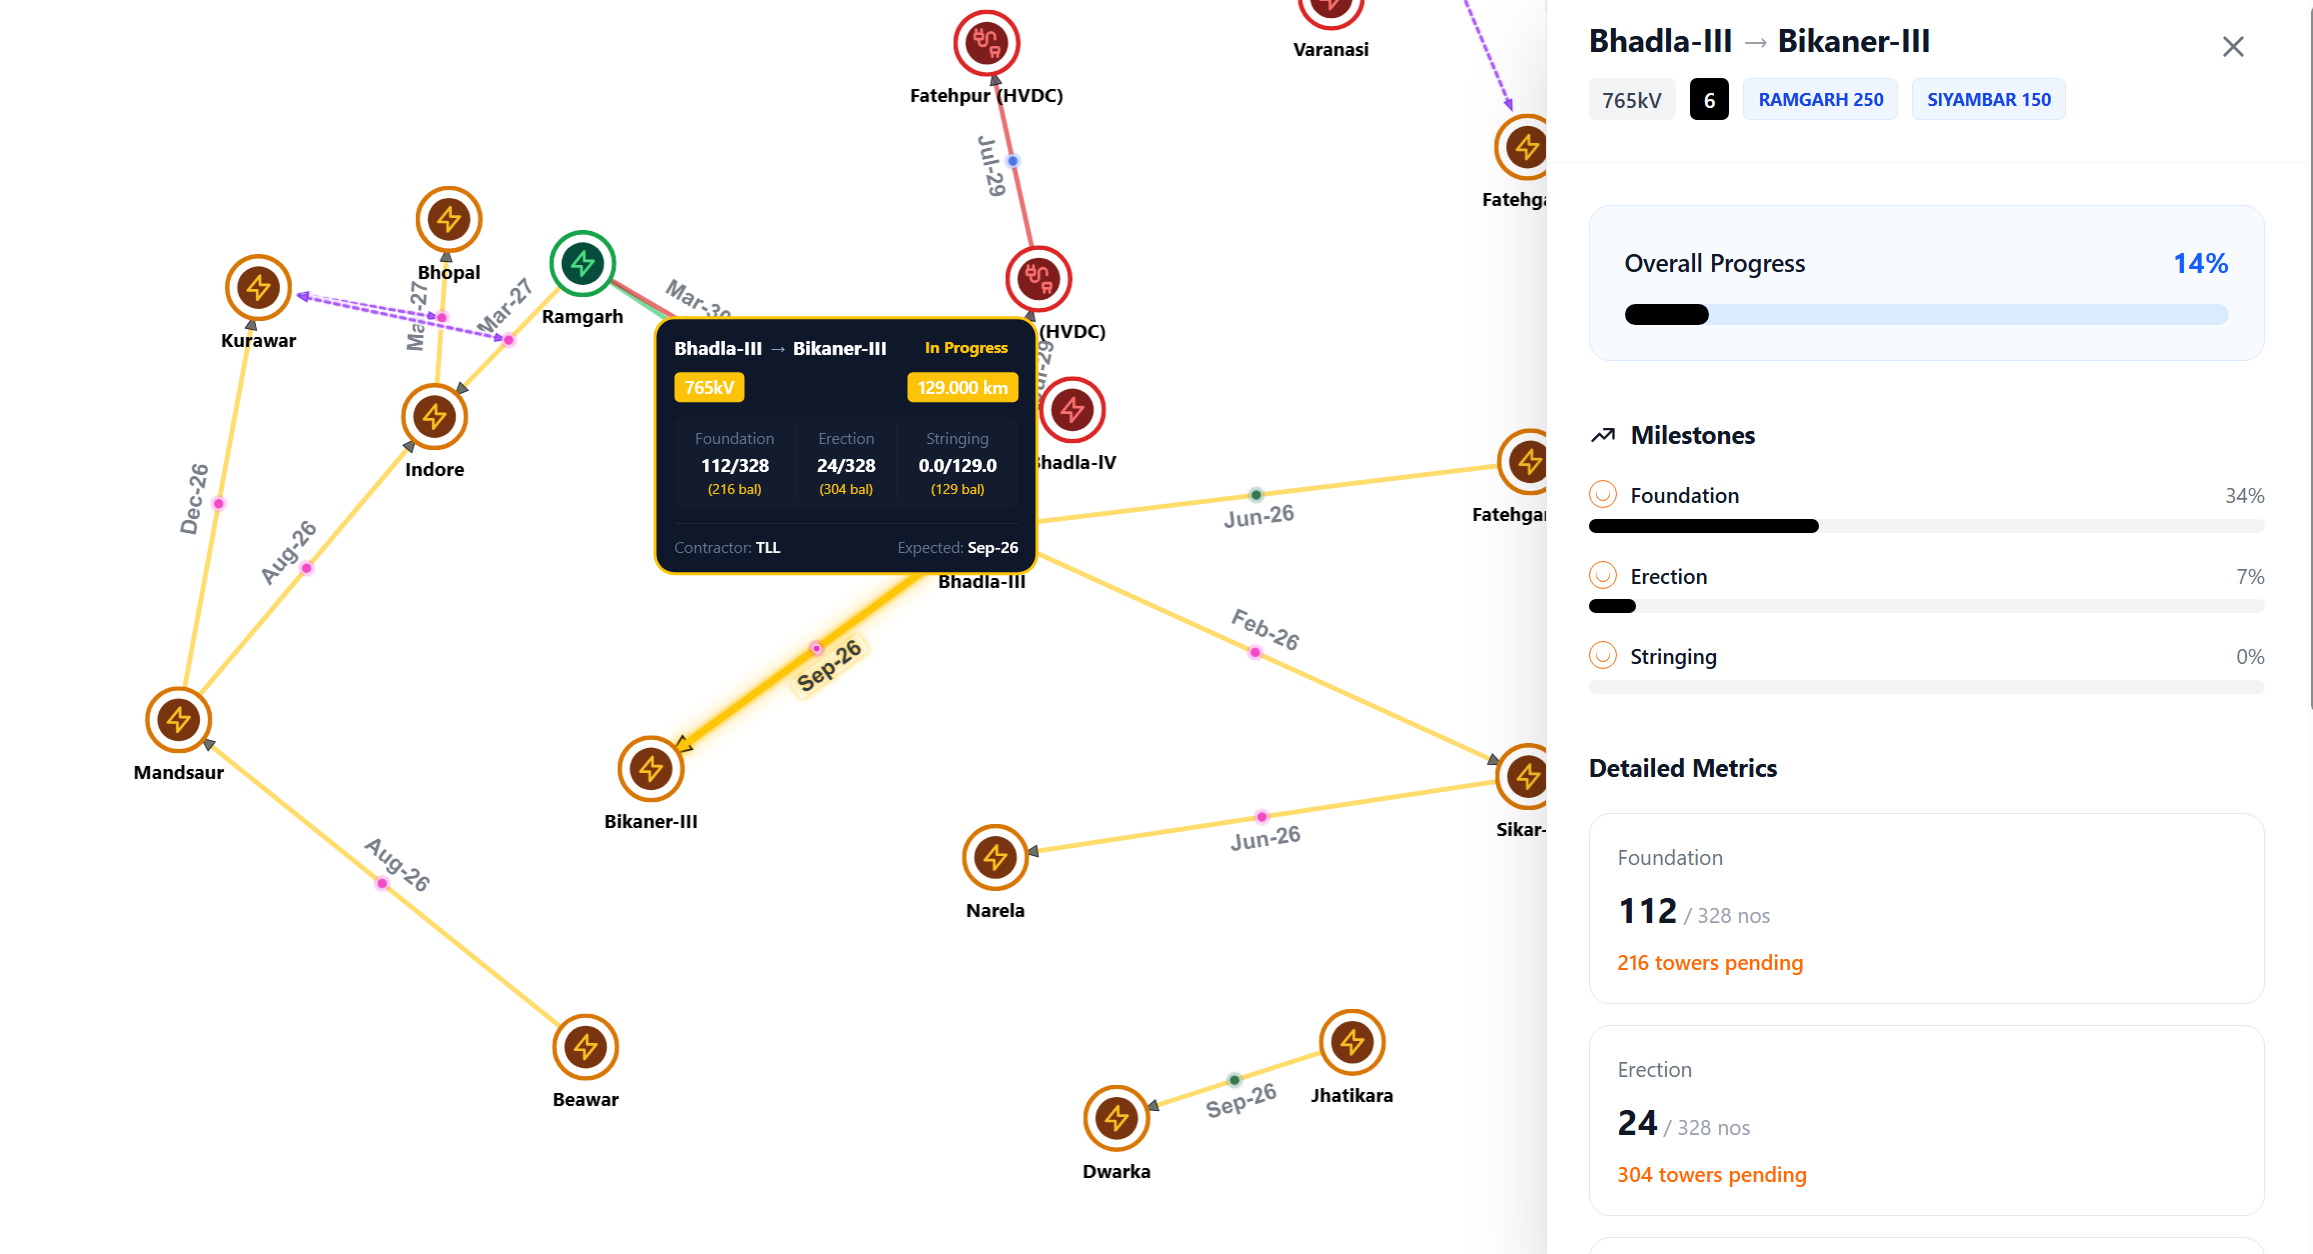 Fatehpur (HVDC)
Varanasi
Jul-29
Bhopal
Kurawar
Mar-27
Ramgarh
Mar-30
(HVDC)
Indore
Dec-26
Aug-26
Mandsaur
Aug-26
Beawar
Bhadla-III → Bikaner-III In Progress
765kV 129.000 km
Foundation Erection Stringing
112/328 24/328 0.0/129.0
(216 bal) (304 bal) (129 bal)
Contractor: TLL Expected: Sep-26
Bhadla-III
Sep-26
Bikaner-III
Jun-26
Feb-26
Jun-26
Narela
Sikar-
Sep-26
Jhatikara
Dwarka
Bhadla-III → Bikaner-III
765kV 6 RAMGARH 250 SIYAMBAR 150
Overall Progress 14%
Milestones
Foundation 34%
Erection 7%
Stringing 0%
Detailed Metrics
Foundation
112 / 328 nos
216 towers pending
Erection
24 / 328 nos
304 towers pending